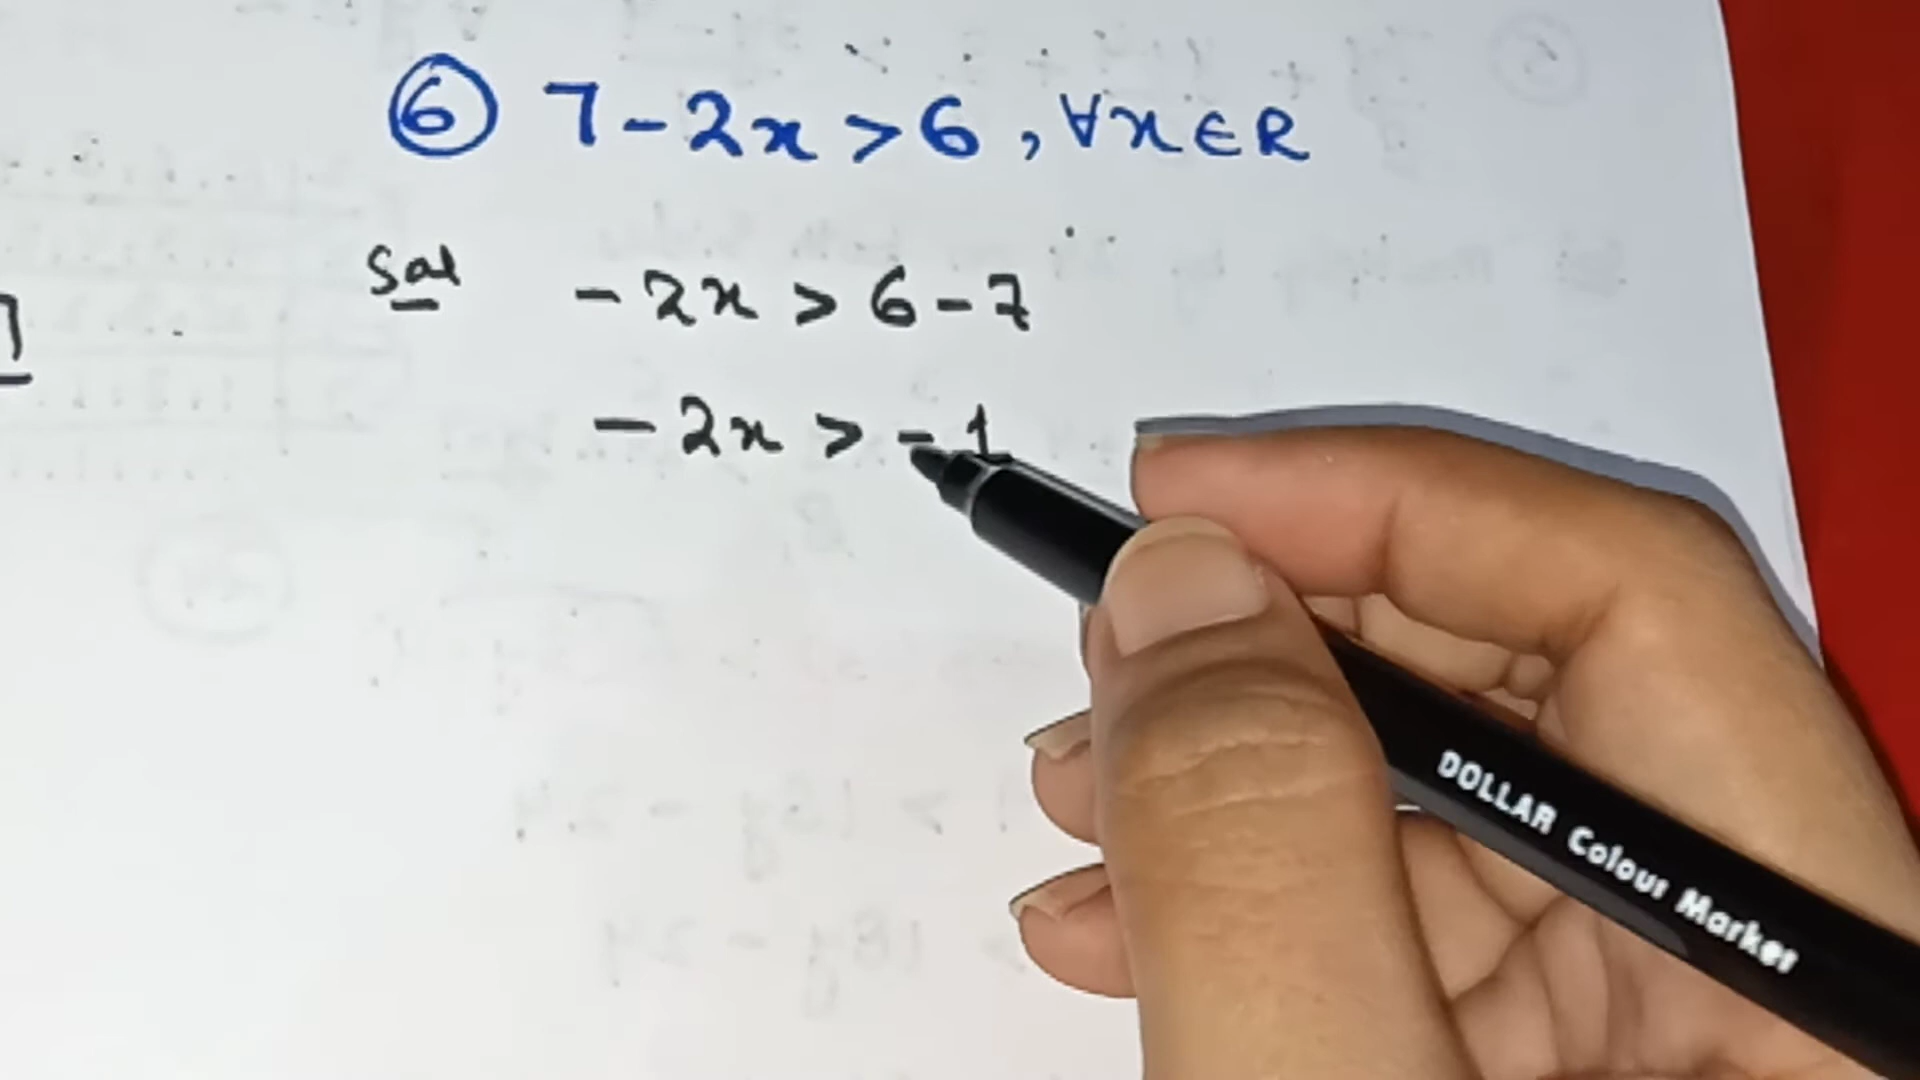 ⑥ 7-2x>6, ∀x∈R
Sol
-2x > 6-7
-2x > -1
DOLLAR Colour Marker